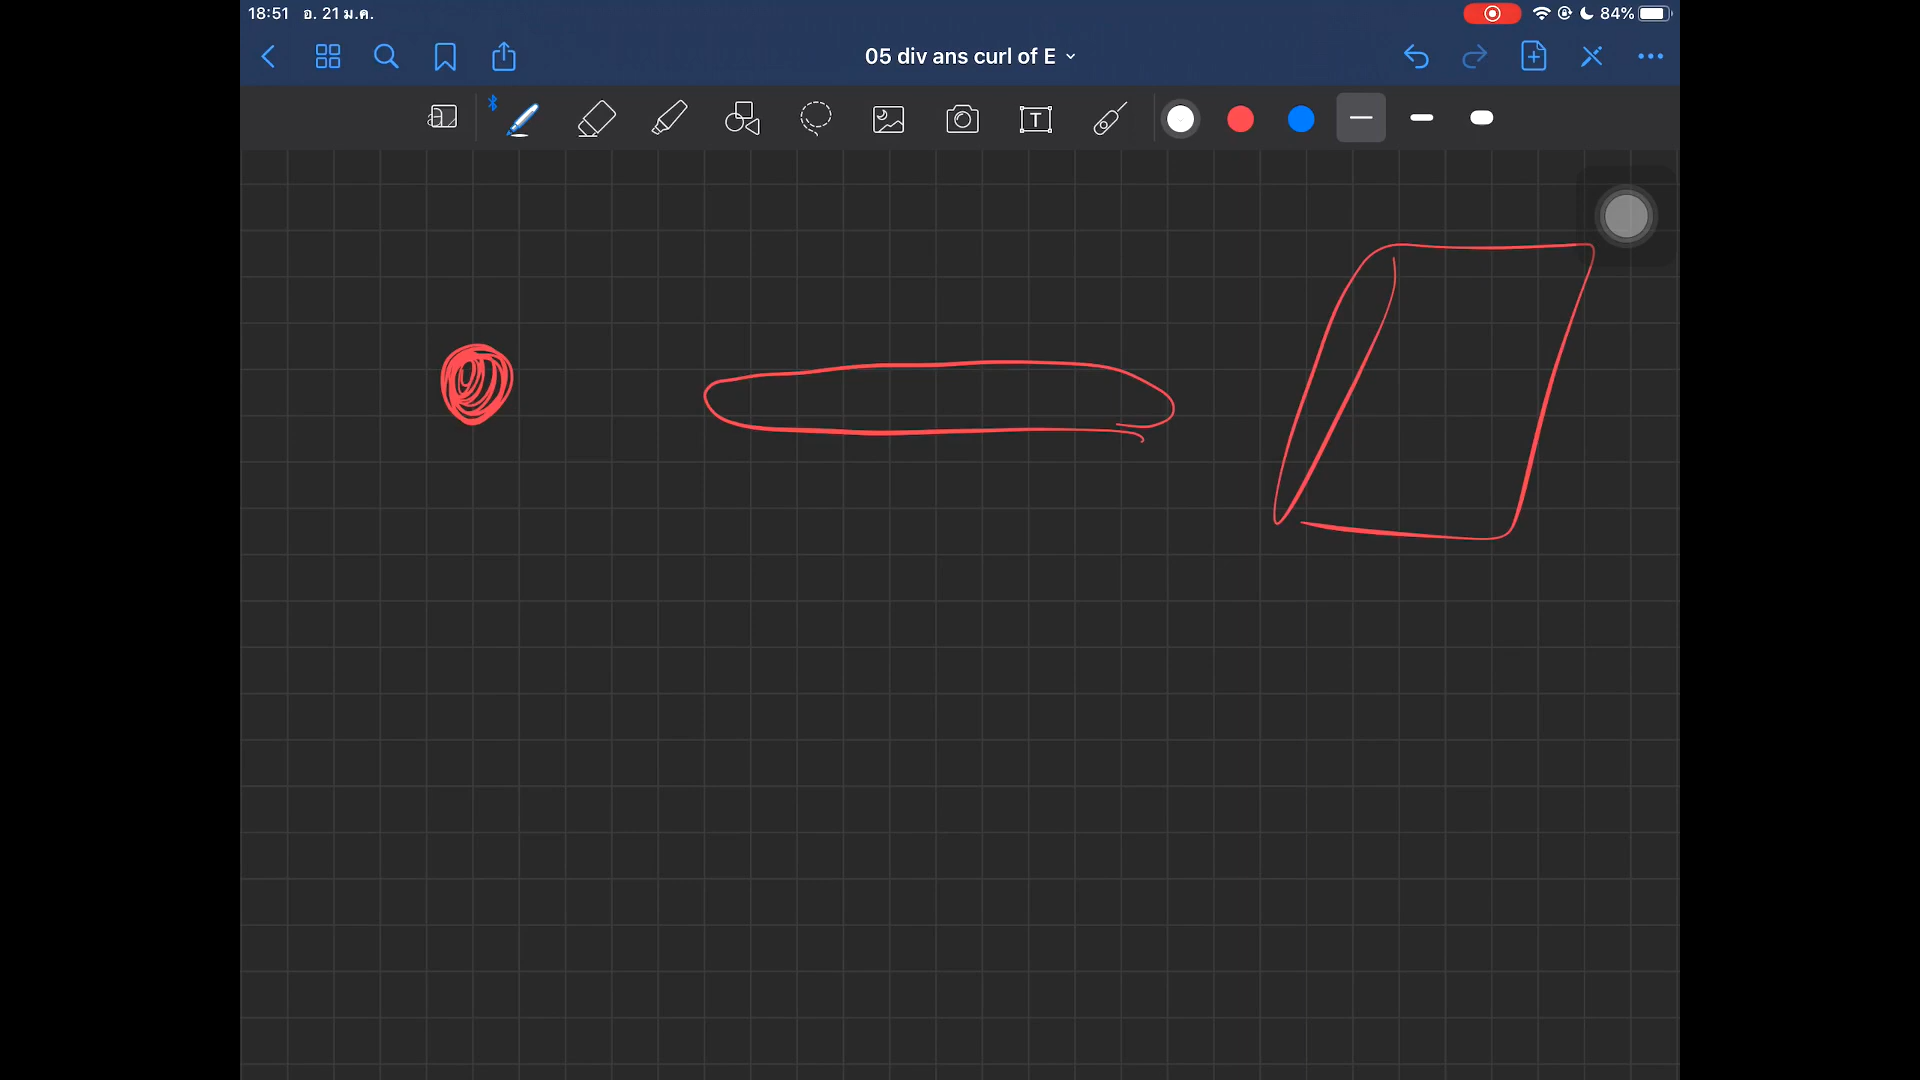 18:51 อ. 21 ม.ค. 84%
05 div ans curl of E
a T